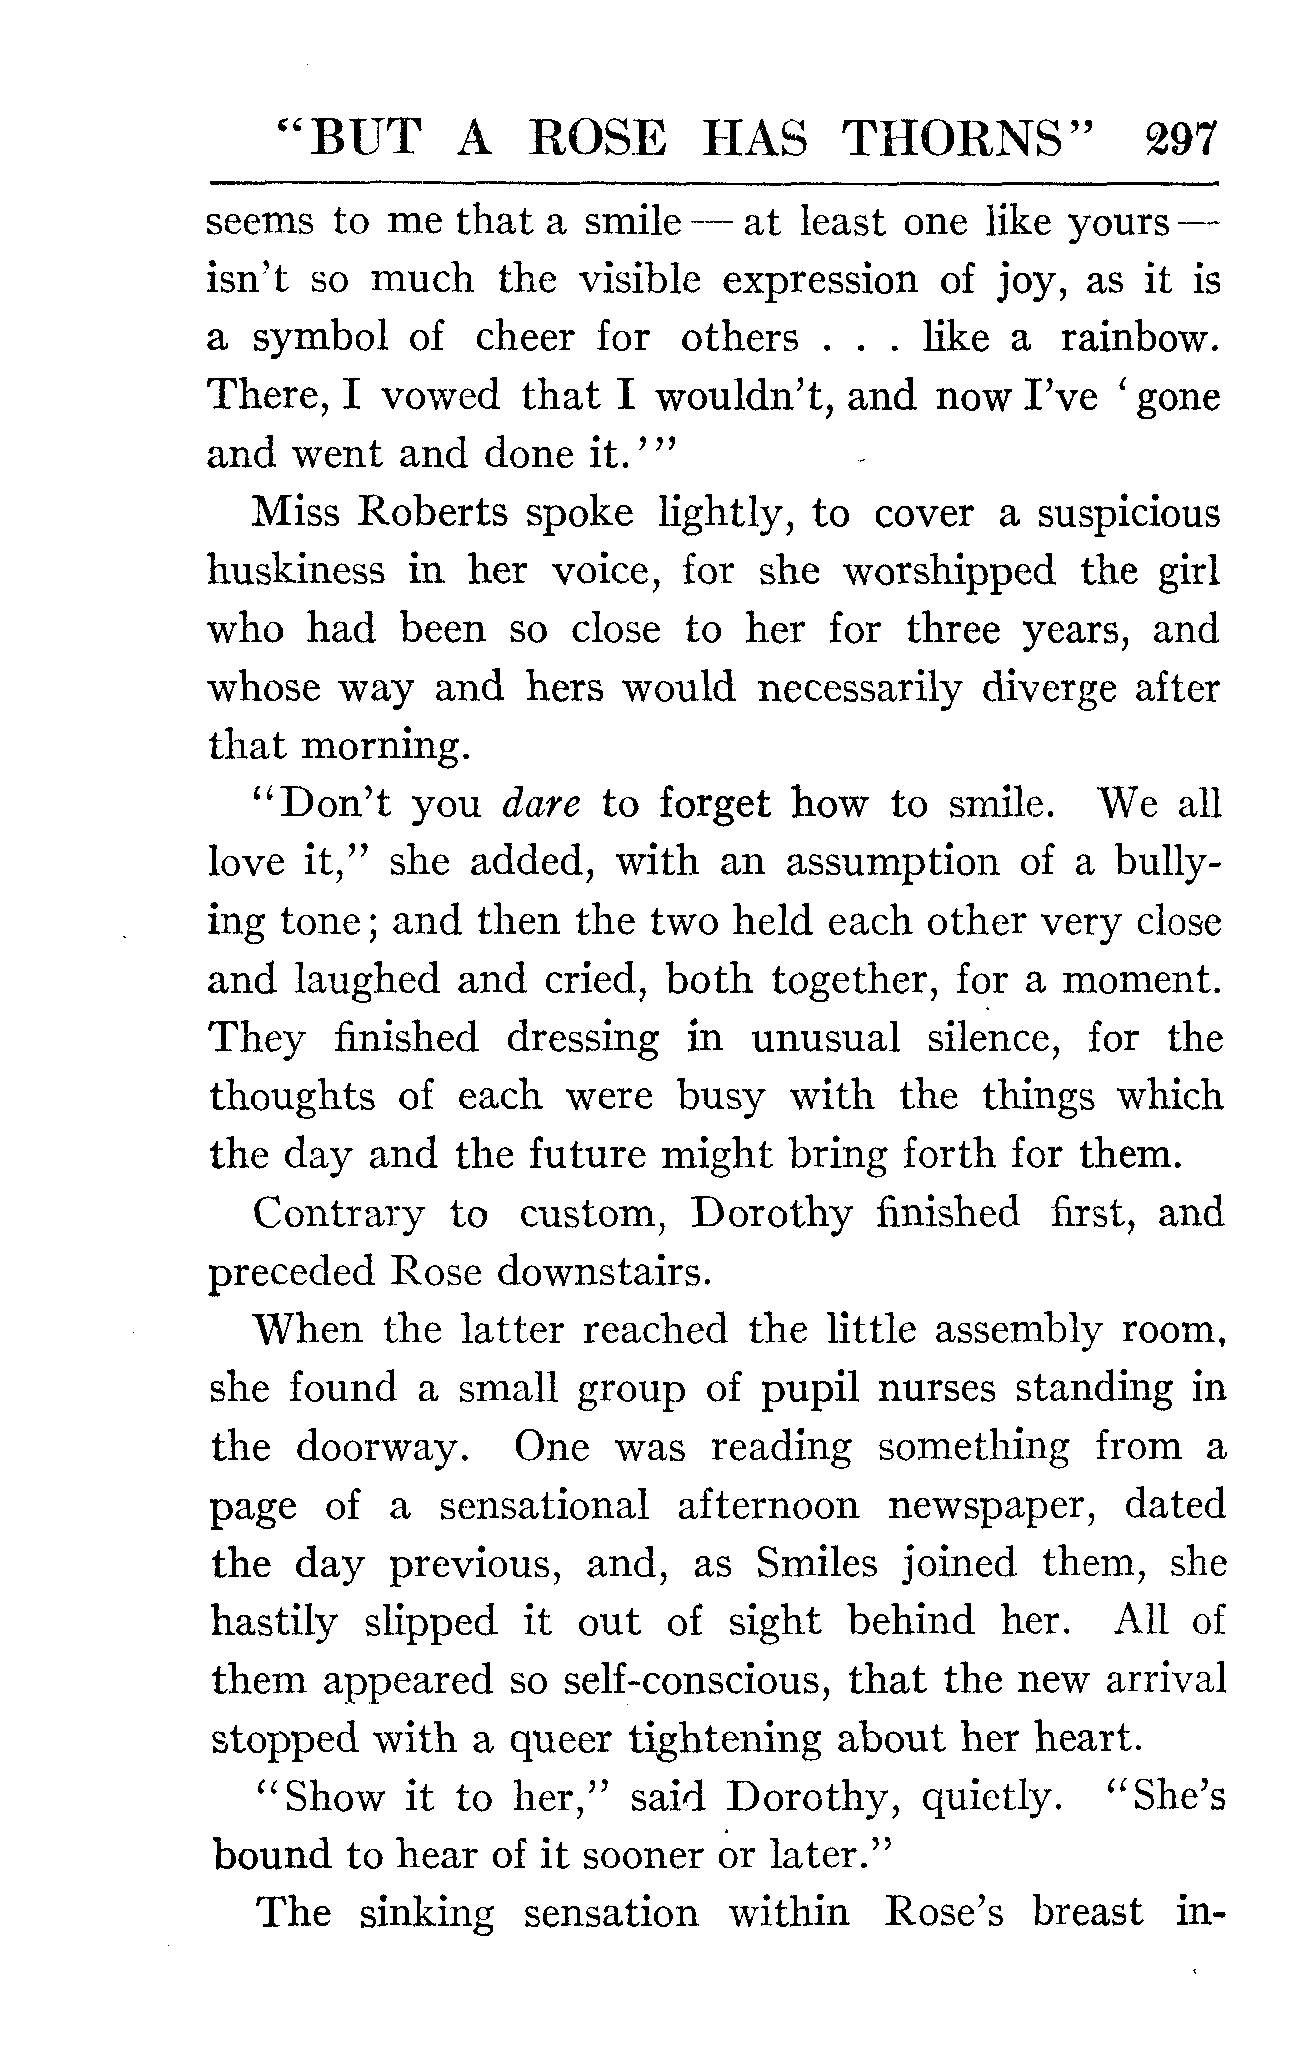 "BUT A ROSE HAS THORNS" 297
seems to me that a smile — at least one like yours —
isn't so much the visible expression of joy, as it is
a symbol of cheer for others . . . like a rainbow.
There, I vowed that I wouldn't, and now I've 'gone
and went and done it.'"
Miss Roberts spoke lightly, to cover a suspicious
huskiness in her voice, for she worshipped the girl
who had been so close to her for three years, and
whose way and hers would necessarily diverge after
that morning.
"Don't you dare to forget how to smile. We all
love it," she added, with an assumption of a bully-
ing tone; and then the two held each other very close
and laughed and cried, both together, for a moment.
They finished dressing in unusual silence, for the
thoughts of each were busy with the things which
the day and the future might bring forth for them.
Contrary to custom, Dorothy finished first, and
preceded Rose downstairs.
When the latter reached the little assembly room,
she found a small group of pupil nurses standing in
the doorway. One was reading something from a
page of a sensational afternoon newspaper, dated
the day previous, and, as Smiles joined them, she
hastily slipped it out of sight behind her. All of
them appeared so self-conscious, that the new arrival
stopped with a queer tightening about her heart.
"Show it to her," said Dorothy, quietly. "She's
bound to hear of it sooner or later."
The sinking sensation within Rose's breast in-